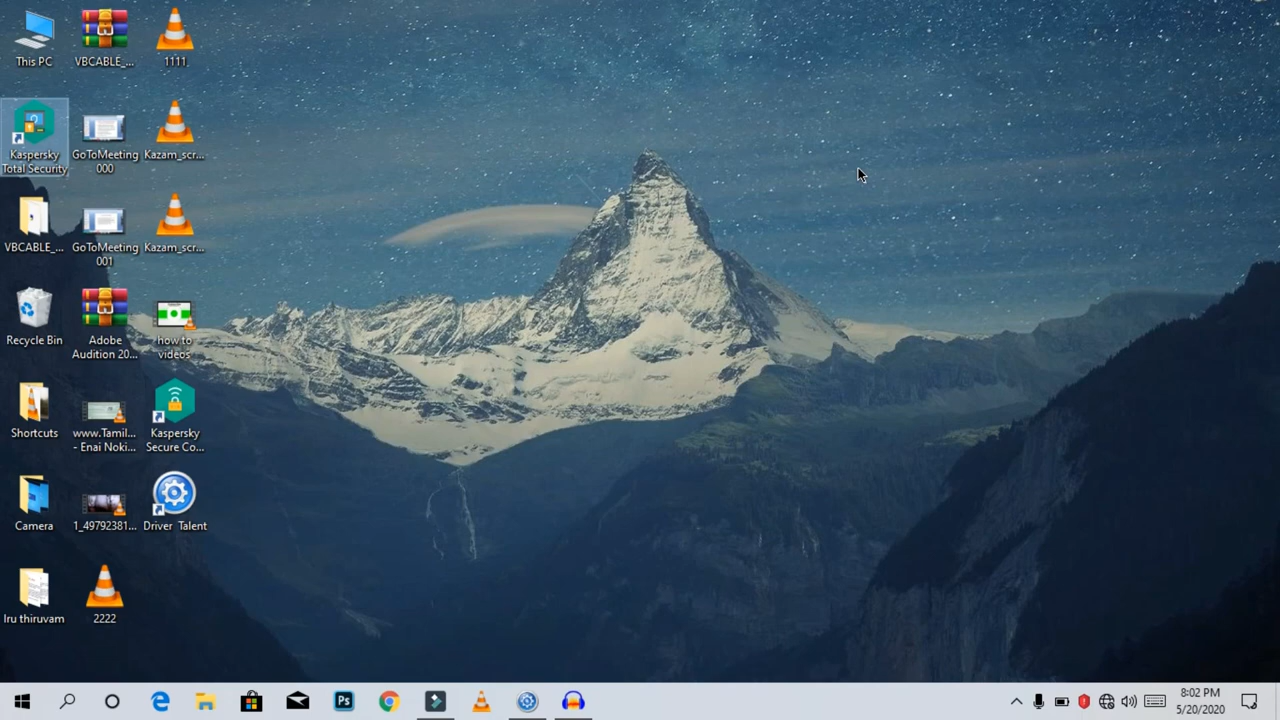 This PC
VBCABLE_...
1111
Kaspersky
Total Security
GoToMeeting
000
Kazam_scr...
VBCABLE_...
GoToMeeting
001
Kazam_scr...
Recycle Bin
Adobe
Audition 20...
how to
videos
Shortcuts
www.Tamil...
- Enai Noki...
Kaspersky
Secure Co...
Camera
1_49792381...
Driver Talent
Iru thiruvam
2222
Ps
8:02 PM
5/20/2020